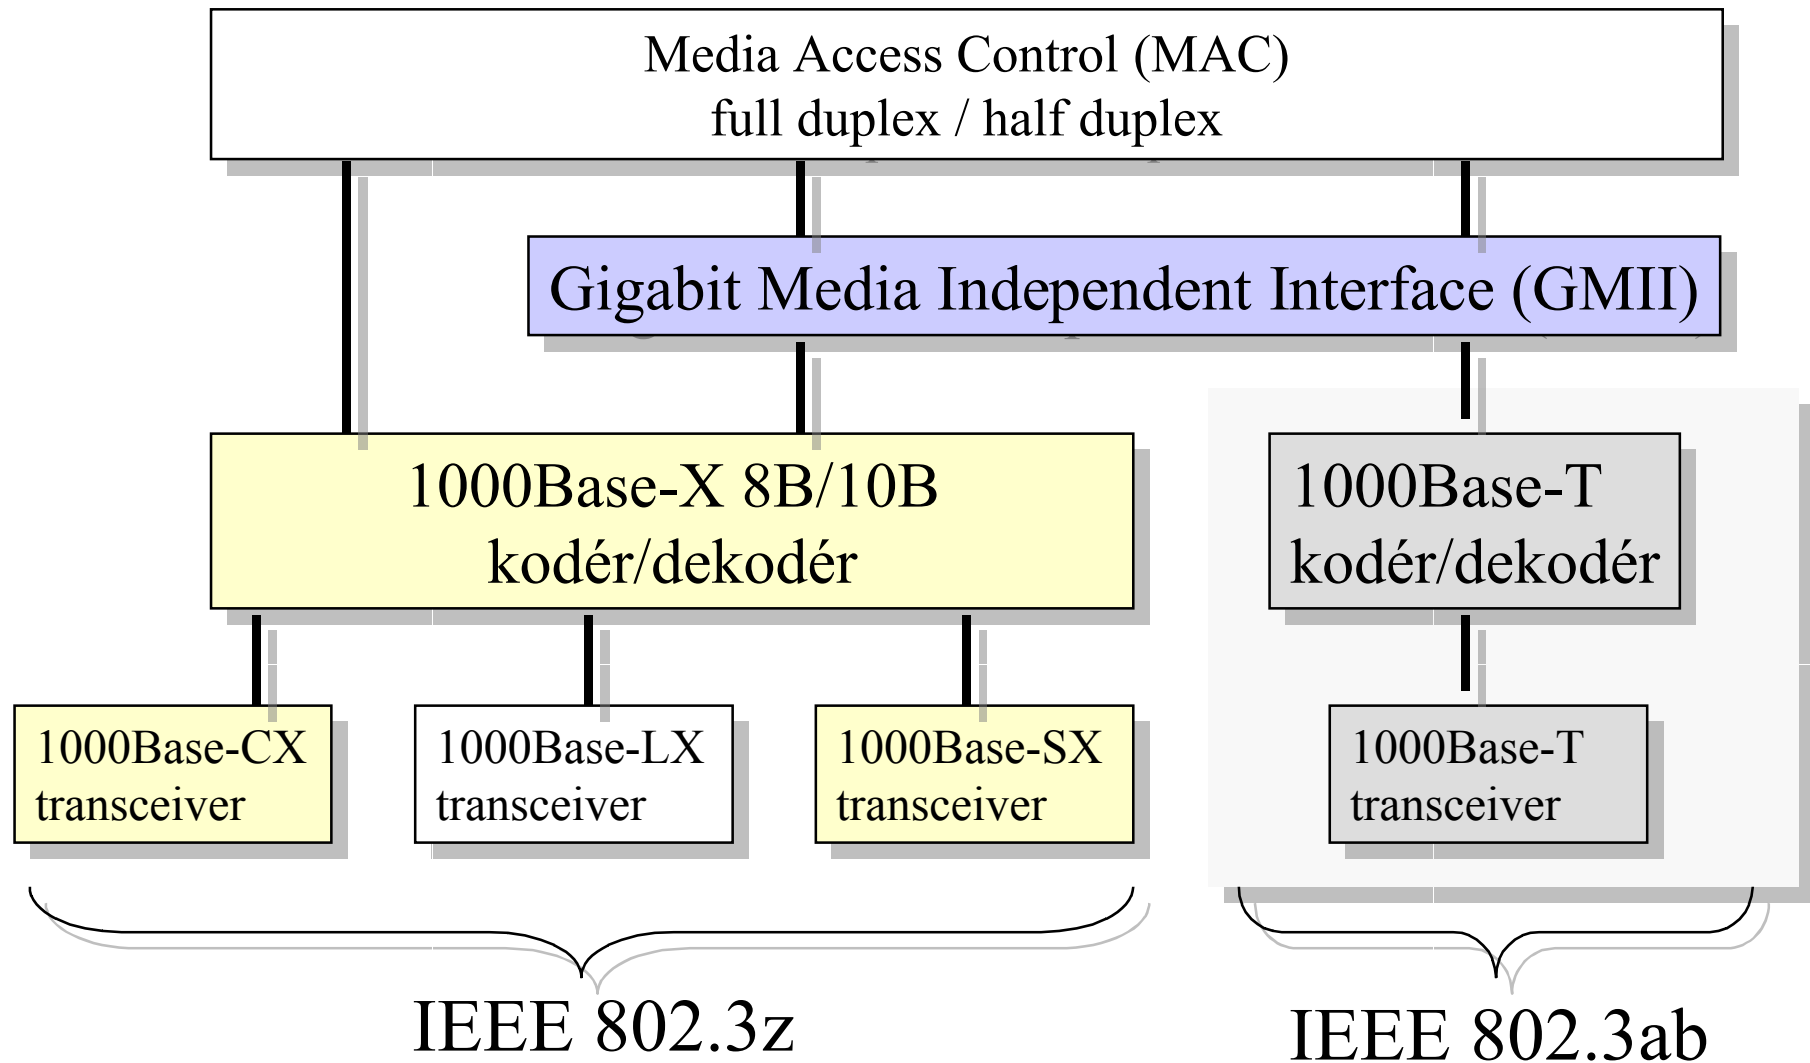 Media Access Control (MAC)
full duplex / half duplex
Gigabit Media Independent Interface (GMII)
1000Base-X 8B/10B
kodér/dekodér
1000Base-T
kodér/dekodér
1000Base-CX
transceiver
1000Base-LX
transceiver
1000Base-SX
transceiver
1000Base-T
transceiver
IEEE 802.3z
IEEE 802.3ab